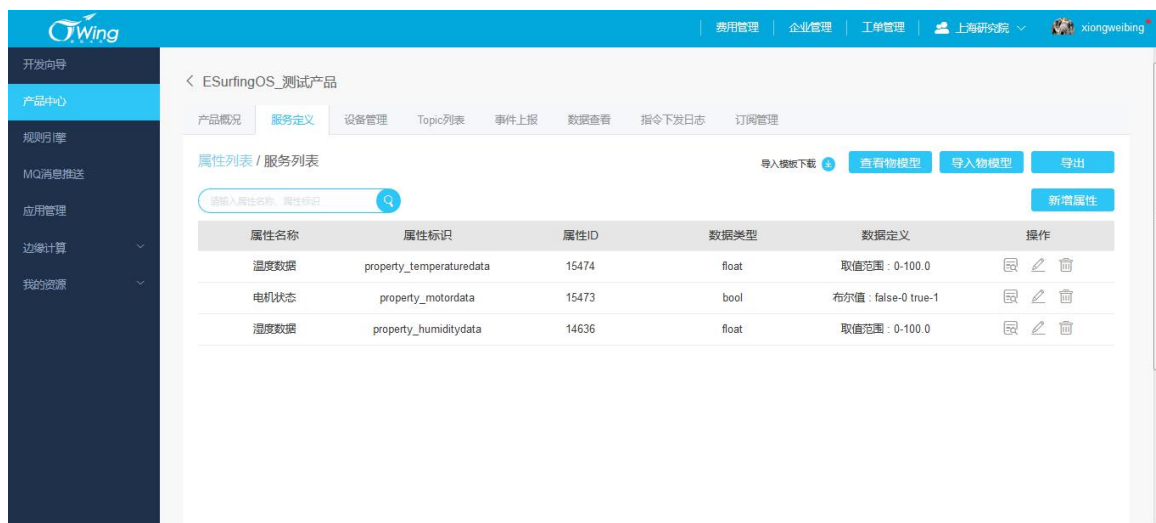 Wing
费用管理 企业管理 工单管理 上海研究院 xiongweibing
开发向导
产品中心
规则引擎
MQ消息推送
应用管理
边缘计算
我的资源
ESurfingOS_测试产品
产品概况 服务定义 设备管理 Topic列表 事件上报 数据查看 指令下发日志 订阅管理
属性列表 / 服务列表 导入模板下载 查看物模型 导入物模型 导出
请输入属性名称、属性标识 新增属性
属性名称 属性标识 属性ID 数据类型 数据定义 操作
温度数据 property_temperaturedata 15474 float 取值范围 : 0-100.0
电机状态 property_motordata 15473 bool 布尔值 : false-0 true-1
湿度数据 property_humiditydata 14636 float 取值范围 : 0-100.0